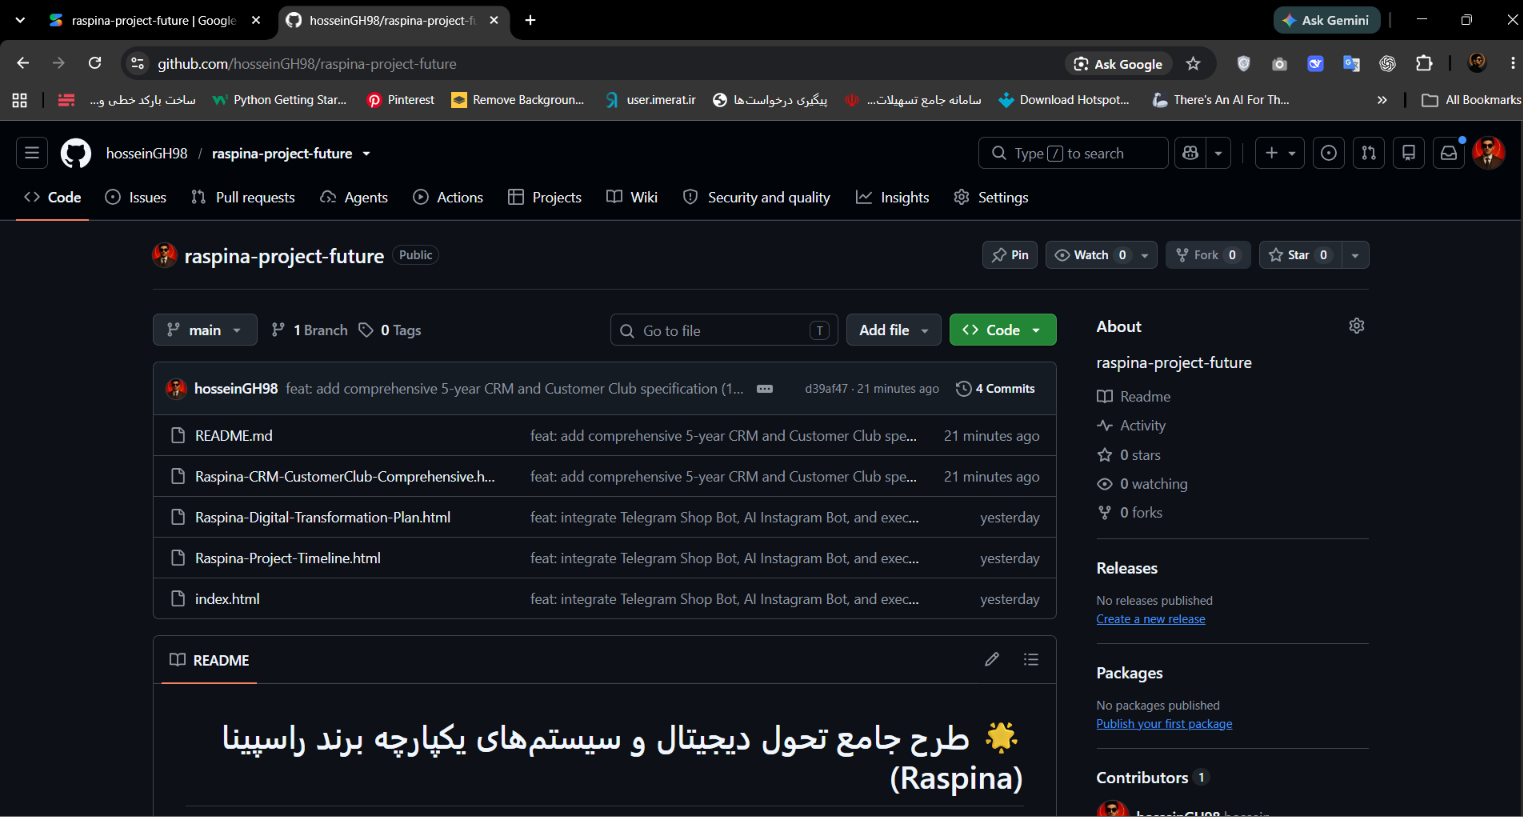 raspina-project-future | Google
hosseinGH98/raspina-project-fu
Ask Gemini
github.com/hosseinGH98/raspina-project-future
Ask Google
ساخت بارکد خطی و...
Python Getting Star...
Pinterest
Remove Backgroun...
user.imerat.ir
پیگیری درخواست‌ها
سامانه جامع تسهیلات...
Download Hotspot...
There's An AI For Th...
All Bookmarks
hosseinGH98 / raspina-project-future
Type / to search
Code
Issues
Pull requests
Agents
Actions
Projects
Wiki
Security and quality
Insights
Settings
raspina-project-future Public
Pin
Watch 0
Fork 0
Star 0
main
1 Branch
0 Tags
Go to file T
Add file
Code
hosseinGH98 feat: add comprehensive 5-year CRM and Customer Club specification (1... d39af47 · 21 minutes ago 4 Commits
README.md feat: add comprehensive 5-year CRM and Customer Club spe... 21 minutes ago
Raspina-CRM-CustomerClub-Comprehensive.h... feat: add comprehensive 5-year CRM and Customer Club spe... 21 minutes ago
Raspina-Digital-Transformation-Plan.html feat: integrate Telegram Shop Bot, AI Instagram Bot, and exec... yesterday
Raspina-Project-Timeline.html feat: integrate Telegram Shop Bot, AI Instagram Bot, and exec... yesterday
index.html feat: integrate Telegram Shop Bot, AI Instagram Bot, and exec... yesterday
README
🌟 طرح جامع تحول دیجیتال و سیستم‌های یکپارچه برند راسپینا
(Raspina)
About
raspina-project-future
Readme
Activity
0 stars
0 watching
0 forks
Releases
No releases published
Create a new release
Packages
No packages published
Publish your first package
Contributors 1
hosseinGH98 hossein